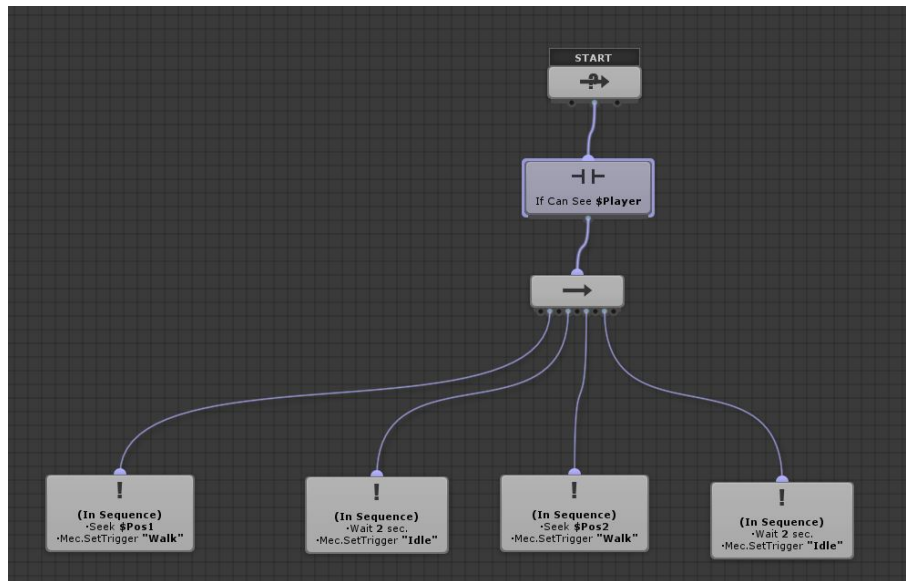 START
If Can See $Player
(In Sequence)
•Seek $Pos1
•Mec.SetTrigger "Walk"
(In Sequence)
•Wait 2 sec.
•Mec.SetTrigger "Idle"
(In Sequence)
•Seek $Pos2
•Mec.SetTrigger "Walk"
(In Sequence)
•Wait 2 sec.
•Mec.SetTrigger "Idle"